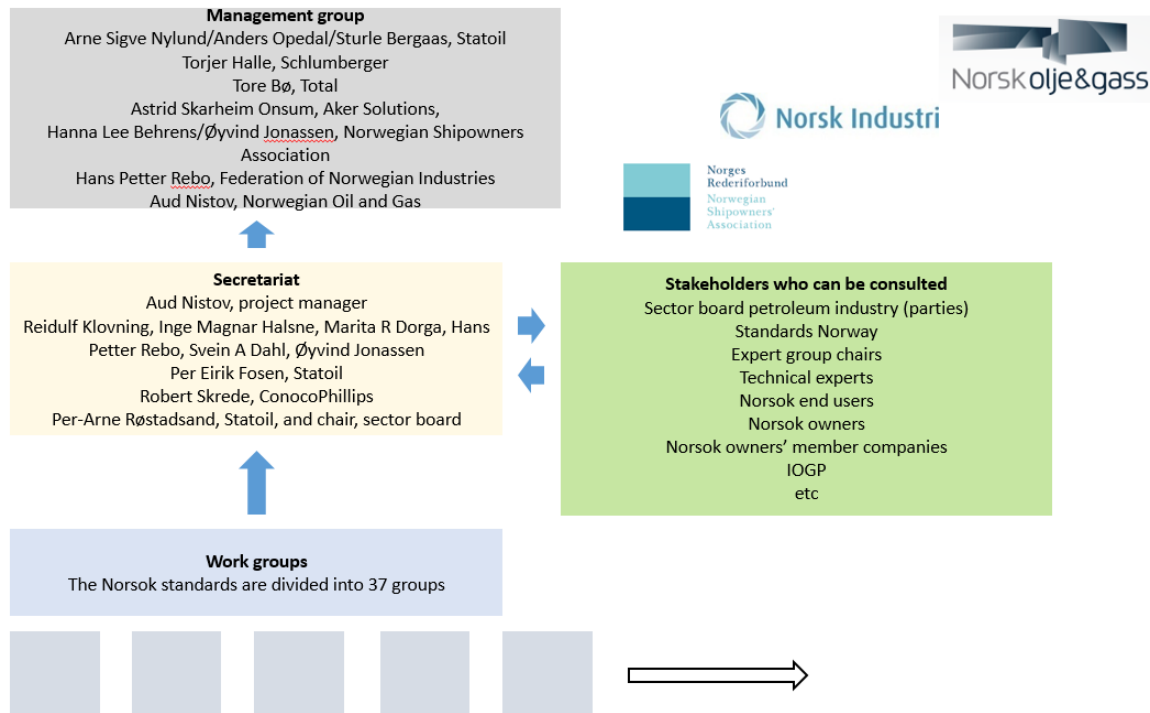 Management group
Arne Sigve Nylund/Anders Opedal/Sturle Bergaas, Statoil
Torjer Halle, Schlumberger
Tore Bø, Total
Astrid Skarheim Onsum, Aker Solutions,
Hanna Lee Behrens/Øyvind Jonassen, Norwegian Shipowners
Association
Hans Petter Rebo, Federation of Norwegian Industries
Aud Nistov, Norwegian Oil and Gas
Norsk olje&gass
Norsk Industri
Norges
Rederiforbund
Norwegian
Shipowners'
Association
Secretariat
Aud Nistov, project manager
Reidulf Klovning, Inge Magnar Halsne, Marita R Dorga, Hans
Petter Rebo, Svein A Dahl, Øyvind Jonassen
Per Eirik Fosen, Statoil
Robert Skrede, ConocoPhillips
Per-Arne Røstadsand, Statoil, and chair, sector board
Stakeholders who can be consulted
Sector board petroleum industry (parties)
Standards Norway
Expert group chairs
Technical experts
Norsok end users
Norsok owners
Norsok owners’ member companies
IOGP
etc
Work groups
The Norsok standards are divided into 37 groups